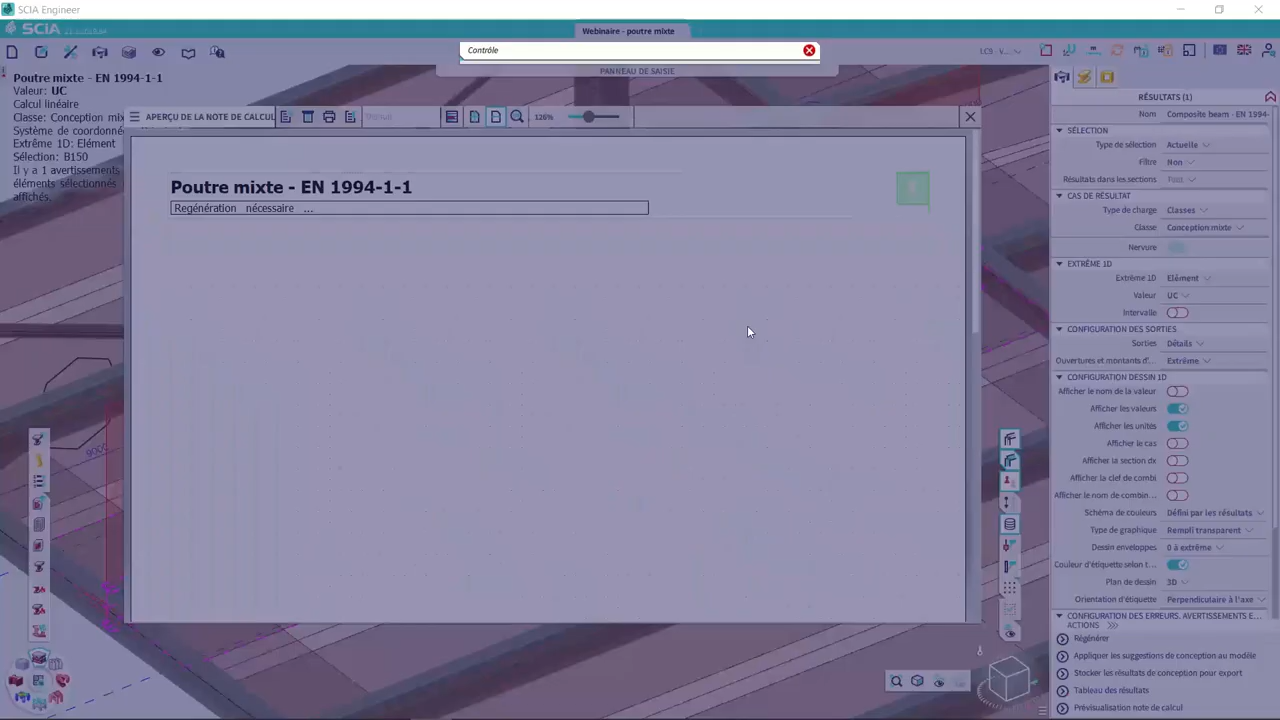 SCIA Engineer
SCIA
Webinaire - poutre mixte
Contrôle
PANNEAU DE SAISIE
Poutre mixte - EN 1994-1-1
Valeur: UC
Calcul linéaire
Classe: Conception mix
Système de coordonné
Extrême 1D: Elément
Sélection: B150
Il y a 1 avertissements
éléments sélectionnés
affichés.
APERÇU DE LA NOTE DE CALCUL
126%
Poutre mixte - EN 1994-1-1
Regénération nécessaire ...
RÉSULTATS (1)
Nom Composite beam - EN 1994-
SÉLECTION
Type de sélection Actuelle
Filtre Non
Résultats dans les sections Tout
CAS DE RÉSULTAT
Type de charge Classes
Classe Conception mixte
Nervure
EXTRÊME 1D
Extrême 1D Elément
Valeur UC
Intervalle
CONFIGURATION DES SORTIES
Sorties Détails
Ouvertures et montants d'... Extrême
CONFIGURATION DESSIN 1D
Afficher le nom de la valeur
Afficher les valeurs
Afficher les unités
Afficher le cas
Afficher la section dx
Afficher la clef de combi
Afficher le nom de combin...
Schéma de couleurs Défini par les résultats
Type de graphique Rempli transparent
Dessin enveloppes 0 à extrême
Couleur d'étiquette selon t...
Plan de dessin 3D
Orientation d'étiquette Perpendiculaire à l'axe
CONFIGURATION DES ERREURS, AVERTISSEMENTS E...
ACTIONS >>>
Régénérer
Appliquer les suggestions de conception au modèle
Stocker les résultats de conception pour export
Tableau des résultats
Prévisualisation note de calcul